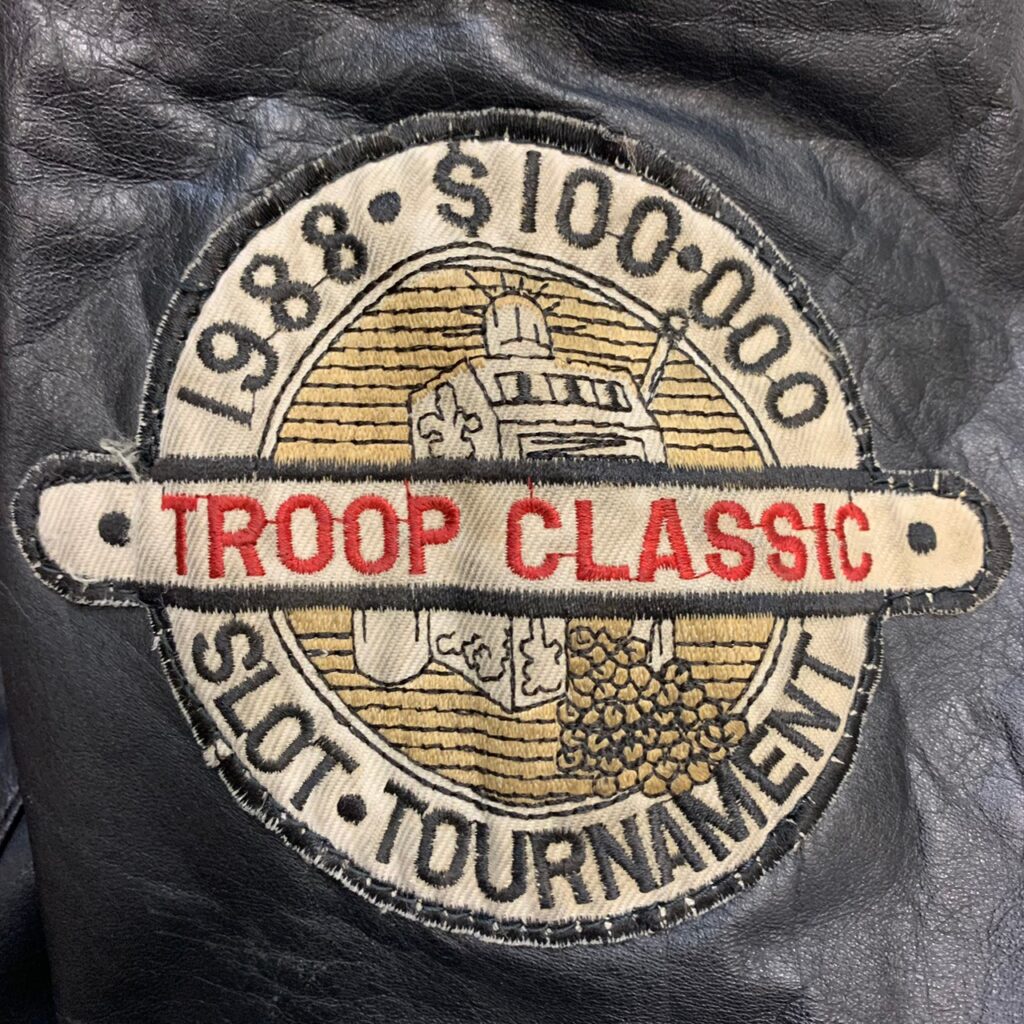 1988•$100•000
TROOP CLASSIC
SLOT•TOURNAMENT